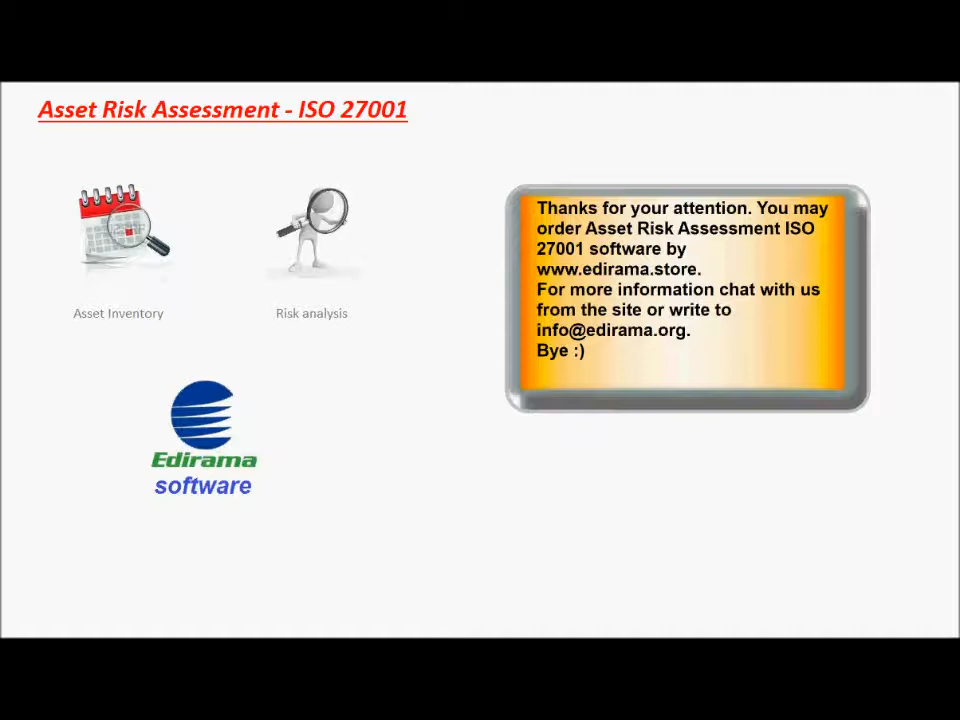 Asset Risk Assessment - ISO 27001
Thanks for your attention. You may
order Asset Risk Assessment ISO
27001 software by
www.edirama.store.
For more information chat with us
from the site or write to
info@edirama.org.
Bye :)
Asset Inventory
Risk analysis
Edirama
software